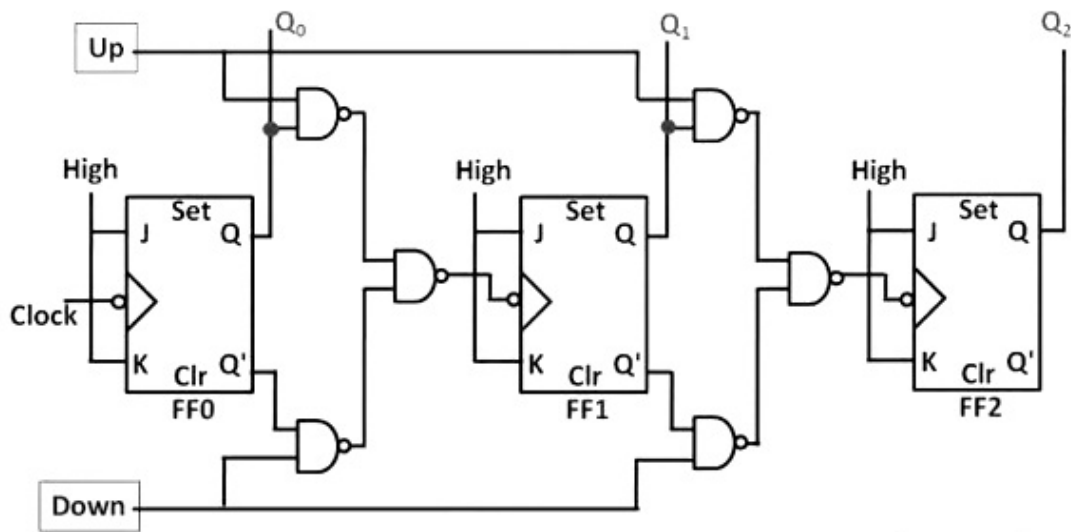 Up
Q₀
Q₁
Q₂
High
High
High
Set
J
Q
Clock
K
Q'
Clr
FF0
Set
J
Q
K
Q'
Clr
FF1
Set
J
Q
K
Q'
Clr
FF2
Down